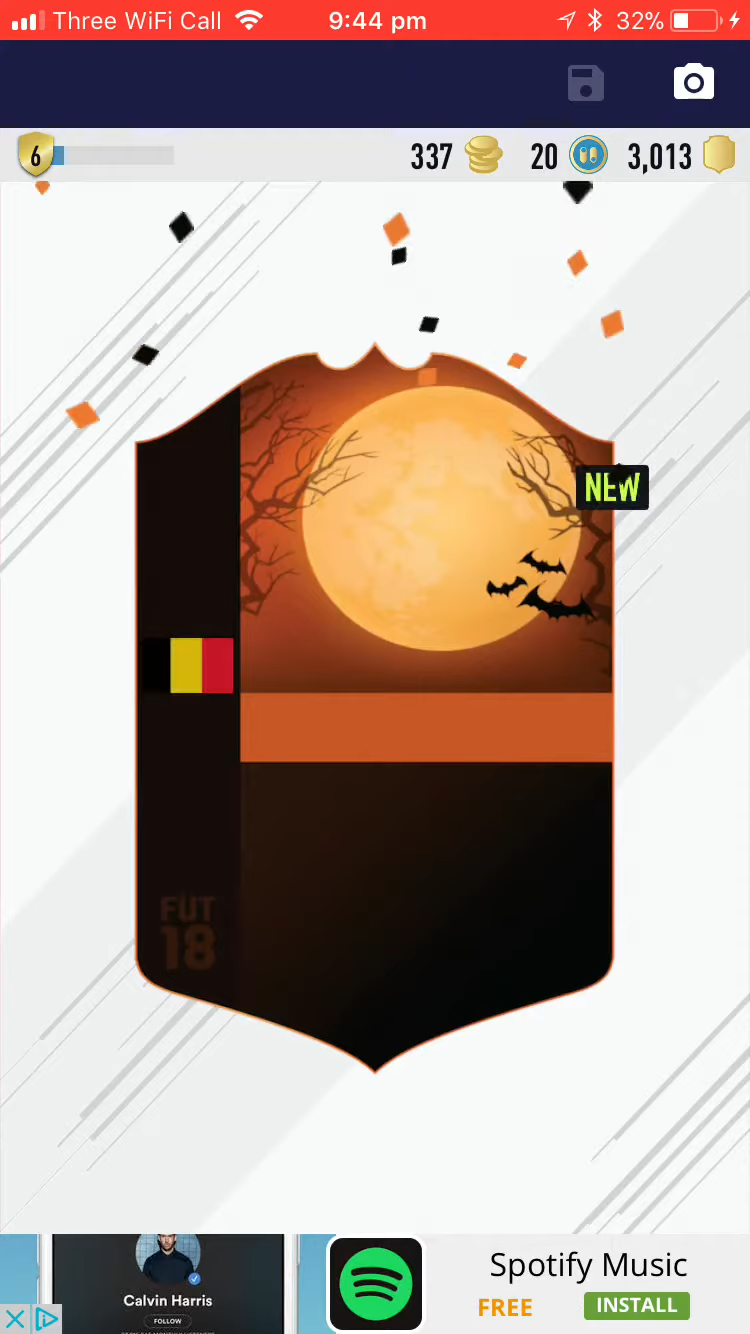 Three WiFi Call
9:44 pm
32%
6
337
20
3,013
NEW
FUT
18
Calvin Harris
FOLLOW
Spotify Music
FREE
INSTALL